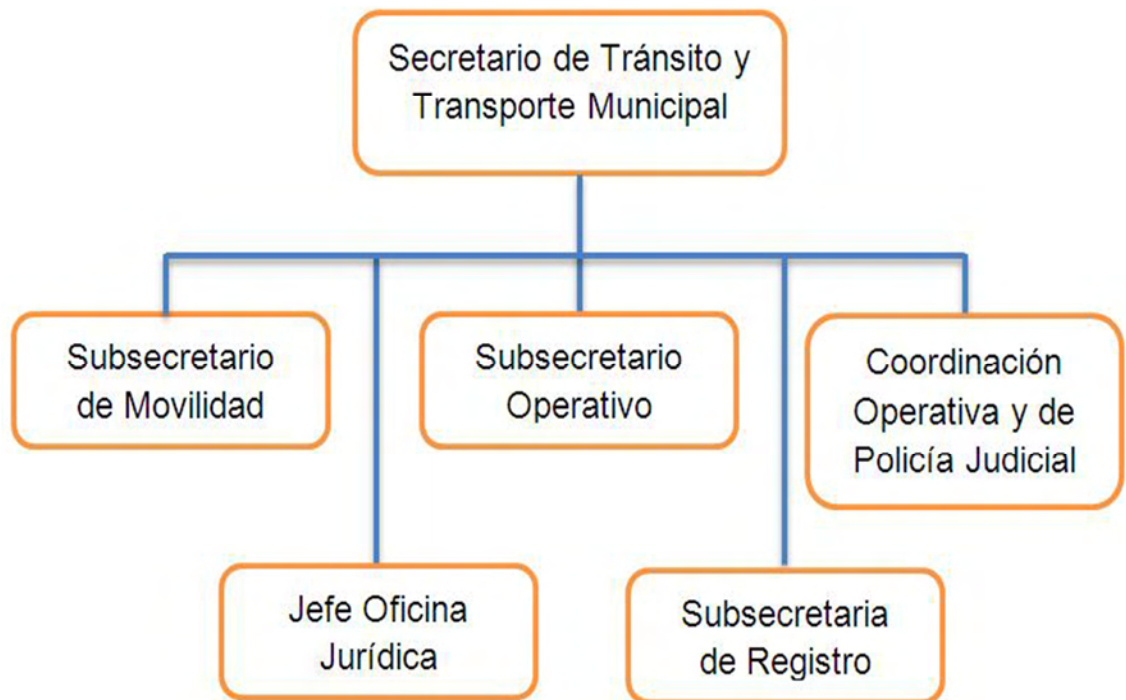 Secretario de Tránsito y
Transporte Municipal
Subsecretario
de Movilidad
Subsecretario
Operativo
Coordinación
Operativa y de
Policía Judicial
Jefe Oficina
Jurídica
Subsecretaria
de Registro